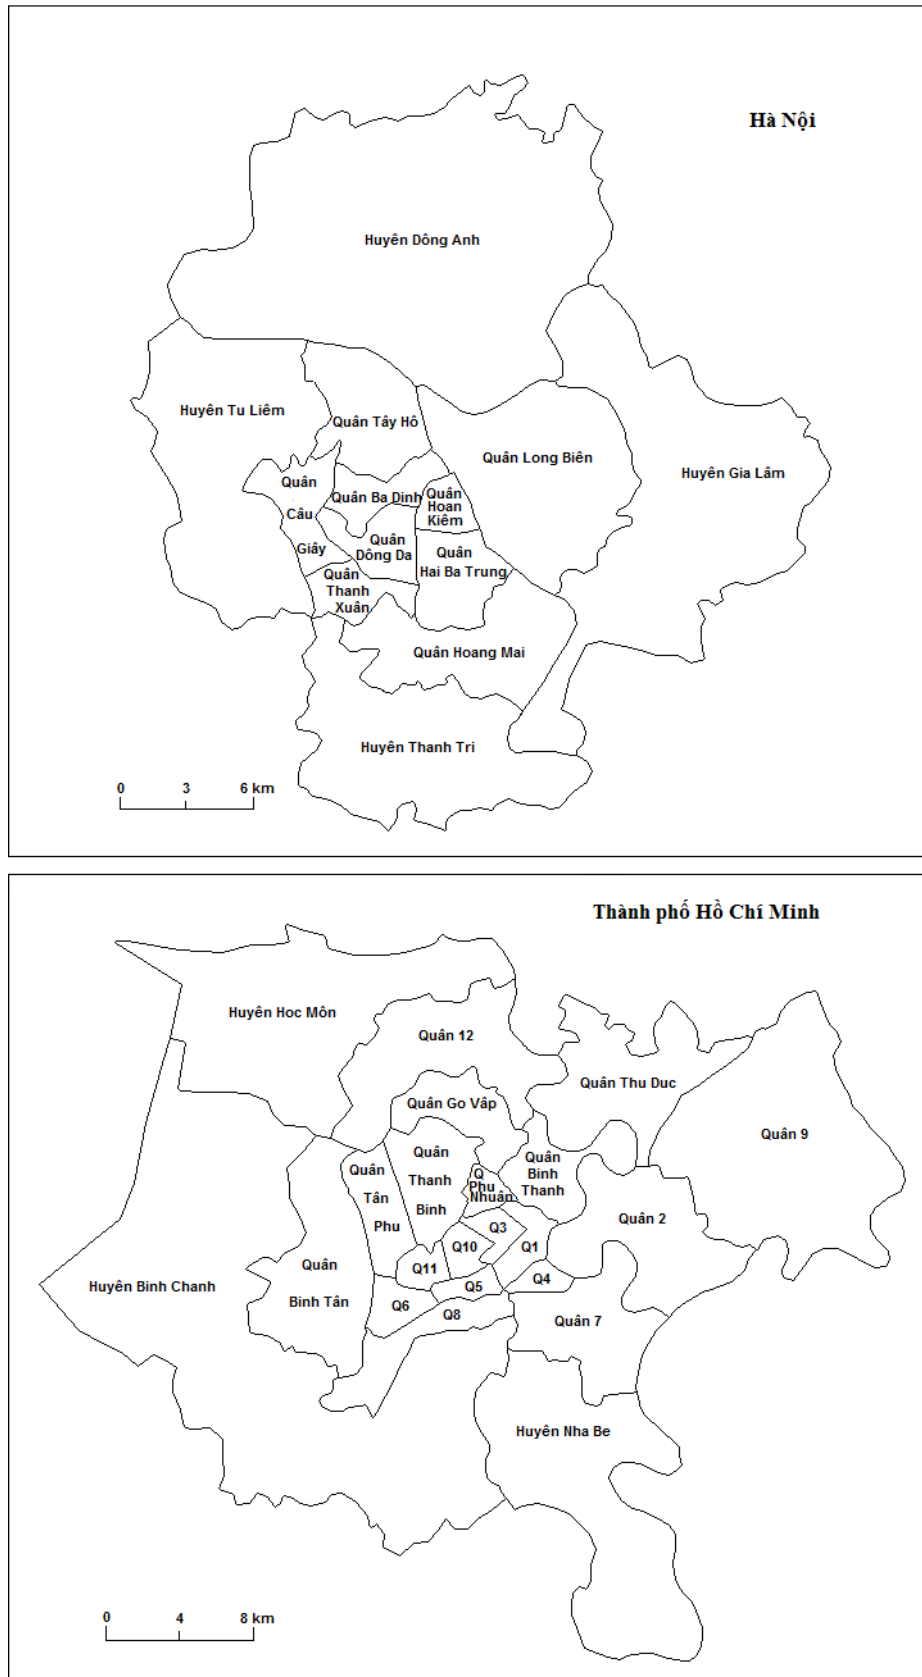 Hà Nội
Huyên Dông Anh
Huyên Tu Liêm
Quân Tây Hô
Quân Long Biên
Huyên Gia Lâm
Quân
Câu
Giây
Quân Ba Dinh
Quân
Hoan
Kiêm
Quân
Dông Da
Quân
Hai Ba Trung
Quân
Thanh
Xuân
Quân Hoang Mai
Huyên Thanh Tri
0 3 6 km
Thành phố Hồ Chí Minh
Huyên Hoc Môn
Quân 12
Quân Thu Duc
Quân Go Vâp
Quân 9
Quân
Tân
Phu
Quân
Thanh
Binh
Q
Phu
Nhuân
Quân
Binh
Thanh
Quân 2
Q3
Q10
Q1
Q11
Q4
Q5
Q6
Q8
Quân 7
Huyên Binh Chanh
Quân
Binh Tân
Huyên Nha Be
0 4 8 km